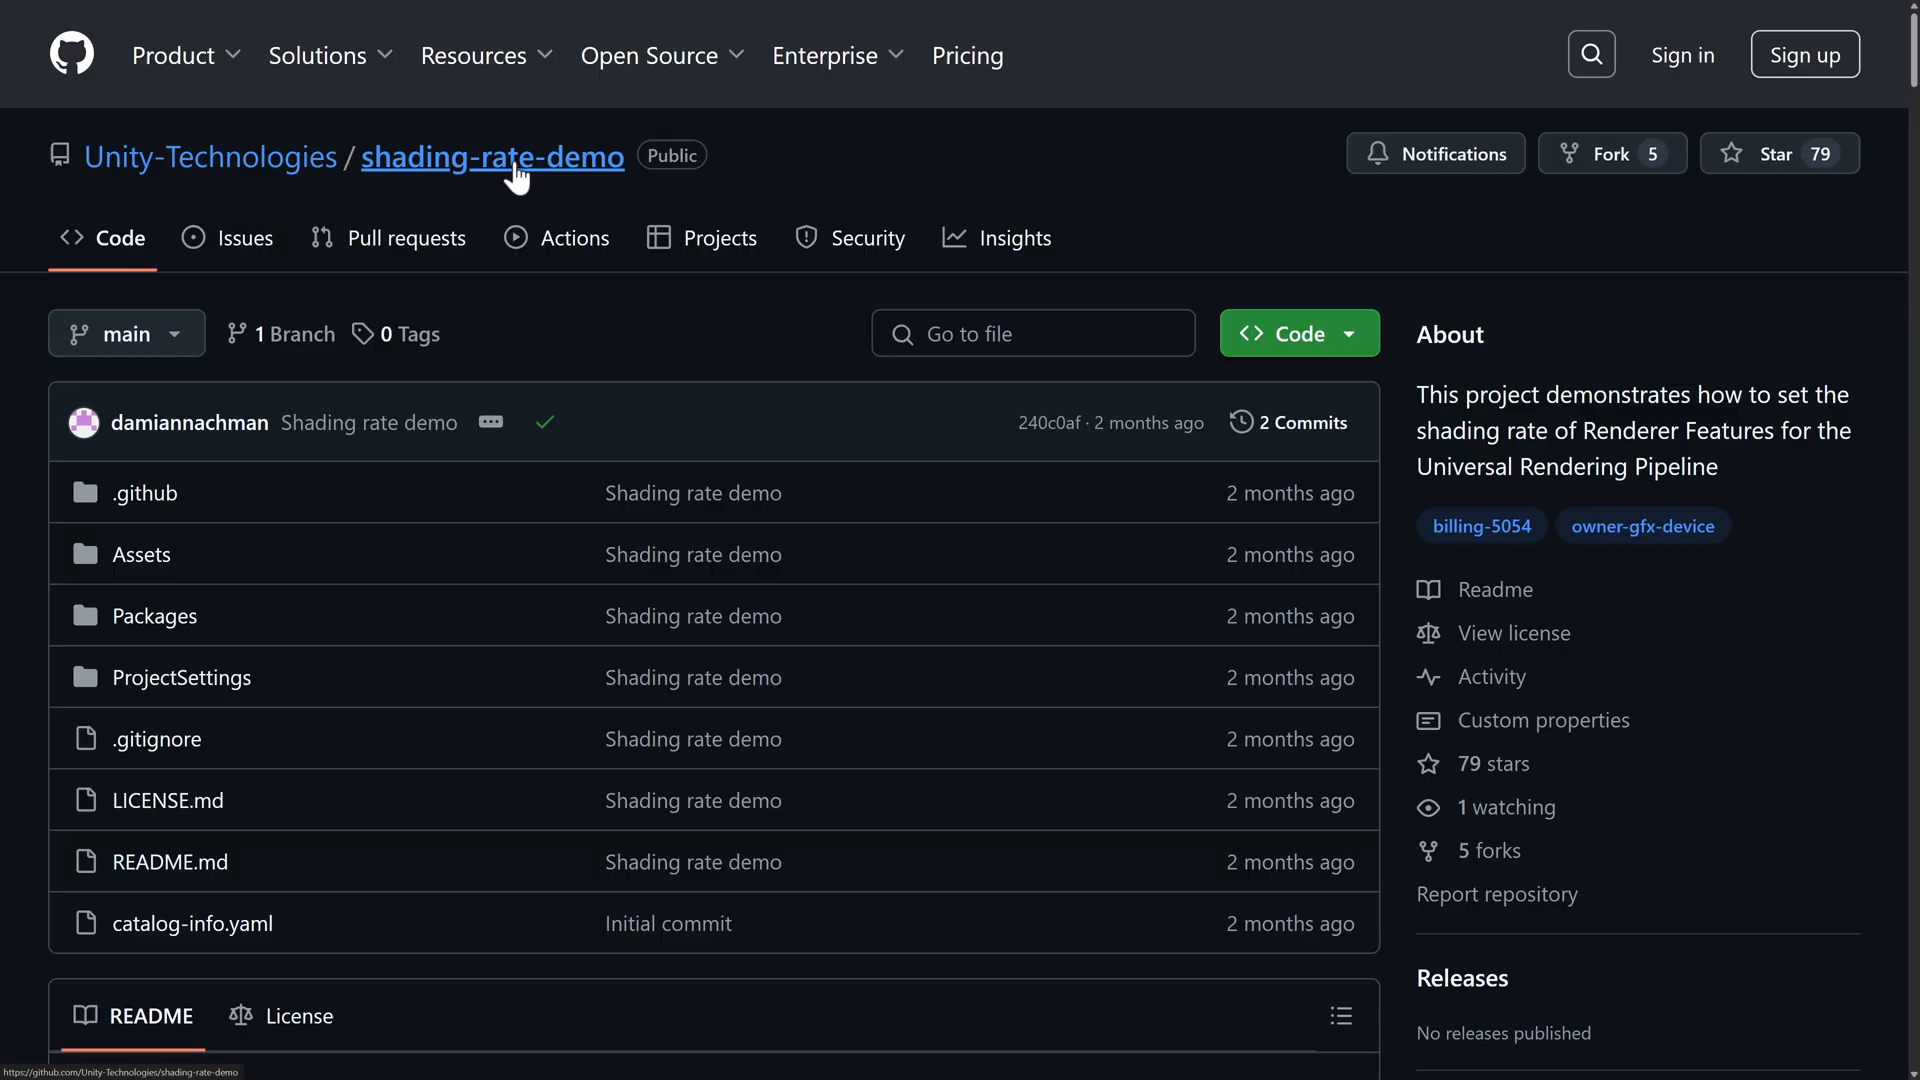 Product Solutions Resources Open Source Enterprise Pricing Sign in Sign up
Unity-Technologies / shading-rate-demo Public Notifications Fork 5 Star 79
Code Issues Pull requests Actions Projects Security Insights
main 1 Branch 0 Tags Go to file Code
damiannachman Shading rate demo 240c0af · 2 months ago 2 Commits
.github Shading rate demo 2 months ago
Assets Shading rate demo 2 months ago
Packages Shading rate demo 2 months ago
ProjectSettings Shading rate demo 2 months ago
.gitignore Shading rate demo 2 months ago
LICENSE.md Shading rate demo 2 months ago
README.md Shading rate demo 2 months ago
catalog-info.yaml Initial commit 2 months ago
README License
About
This project demonstrates how to set the
shading rate of Renderer Features for the
Universal Rendering Pipeline
billing-5054 owner-gfx-device
Readme
View license
Activity
Custom properties
79 stars
1 watching
5 forks
Report repository
Releases
No releases published
https://github.com/Unity-Technologies/shading-rate-demo